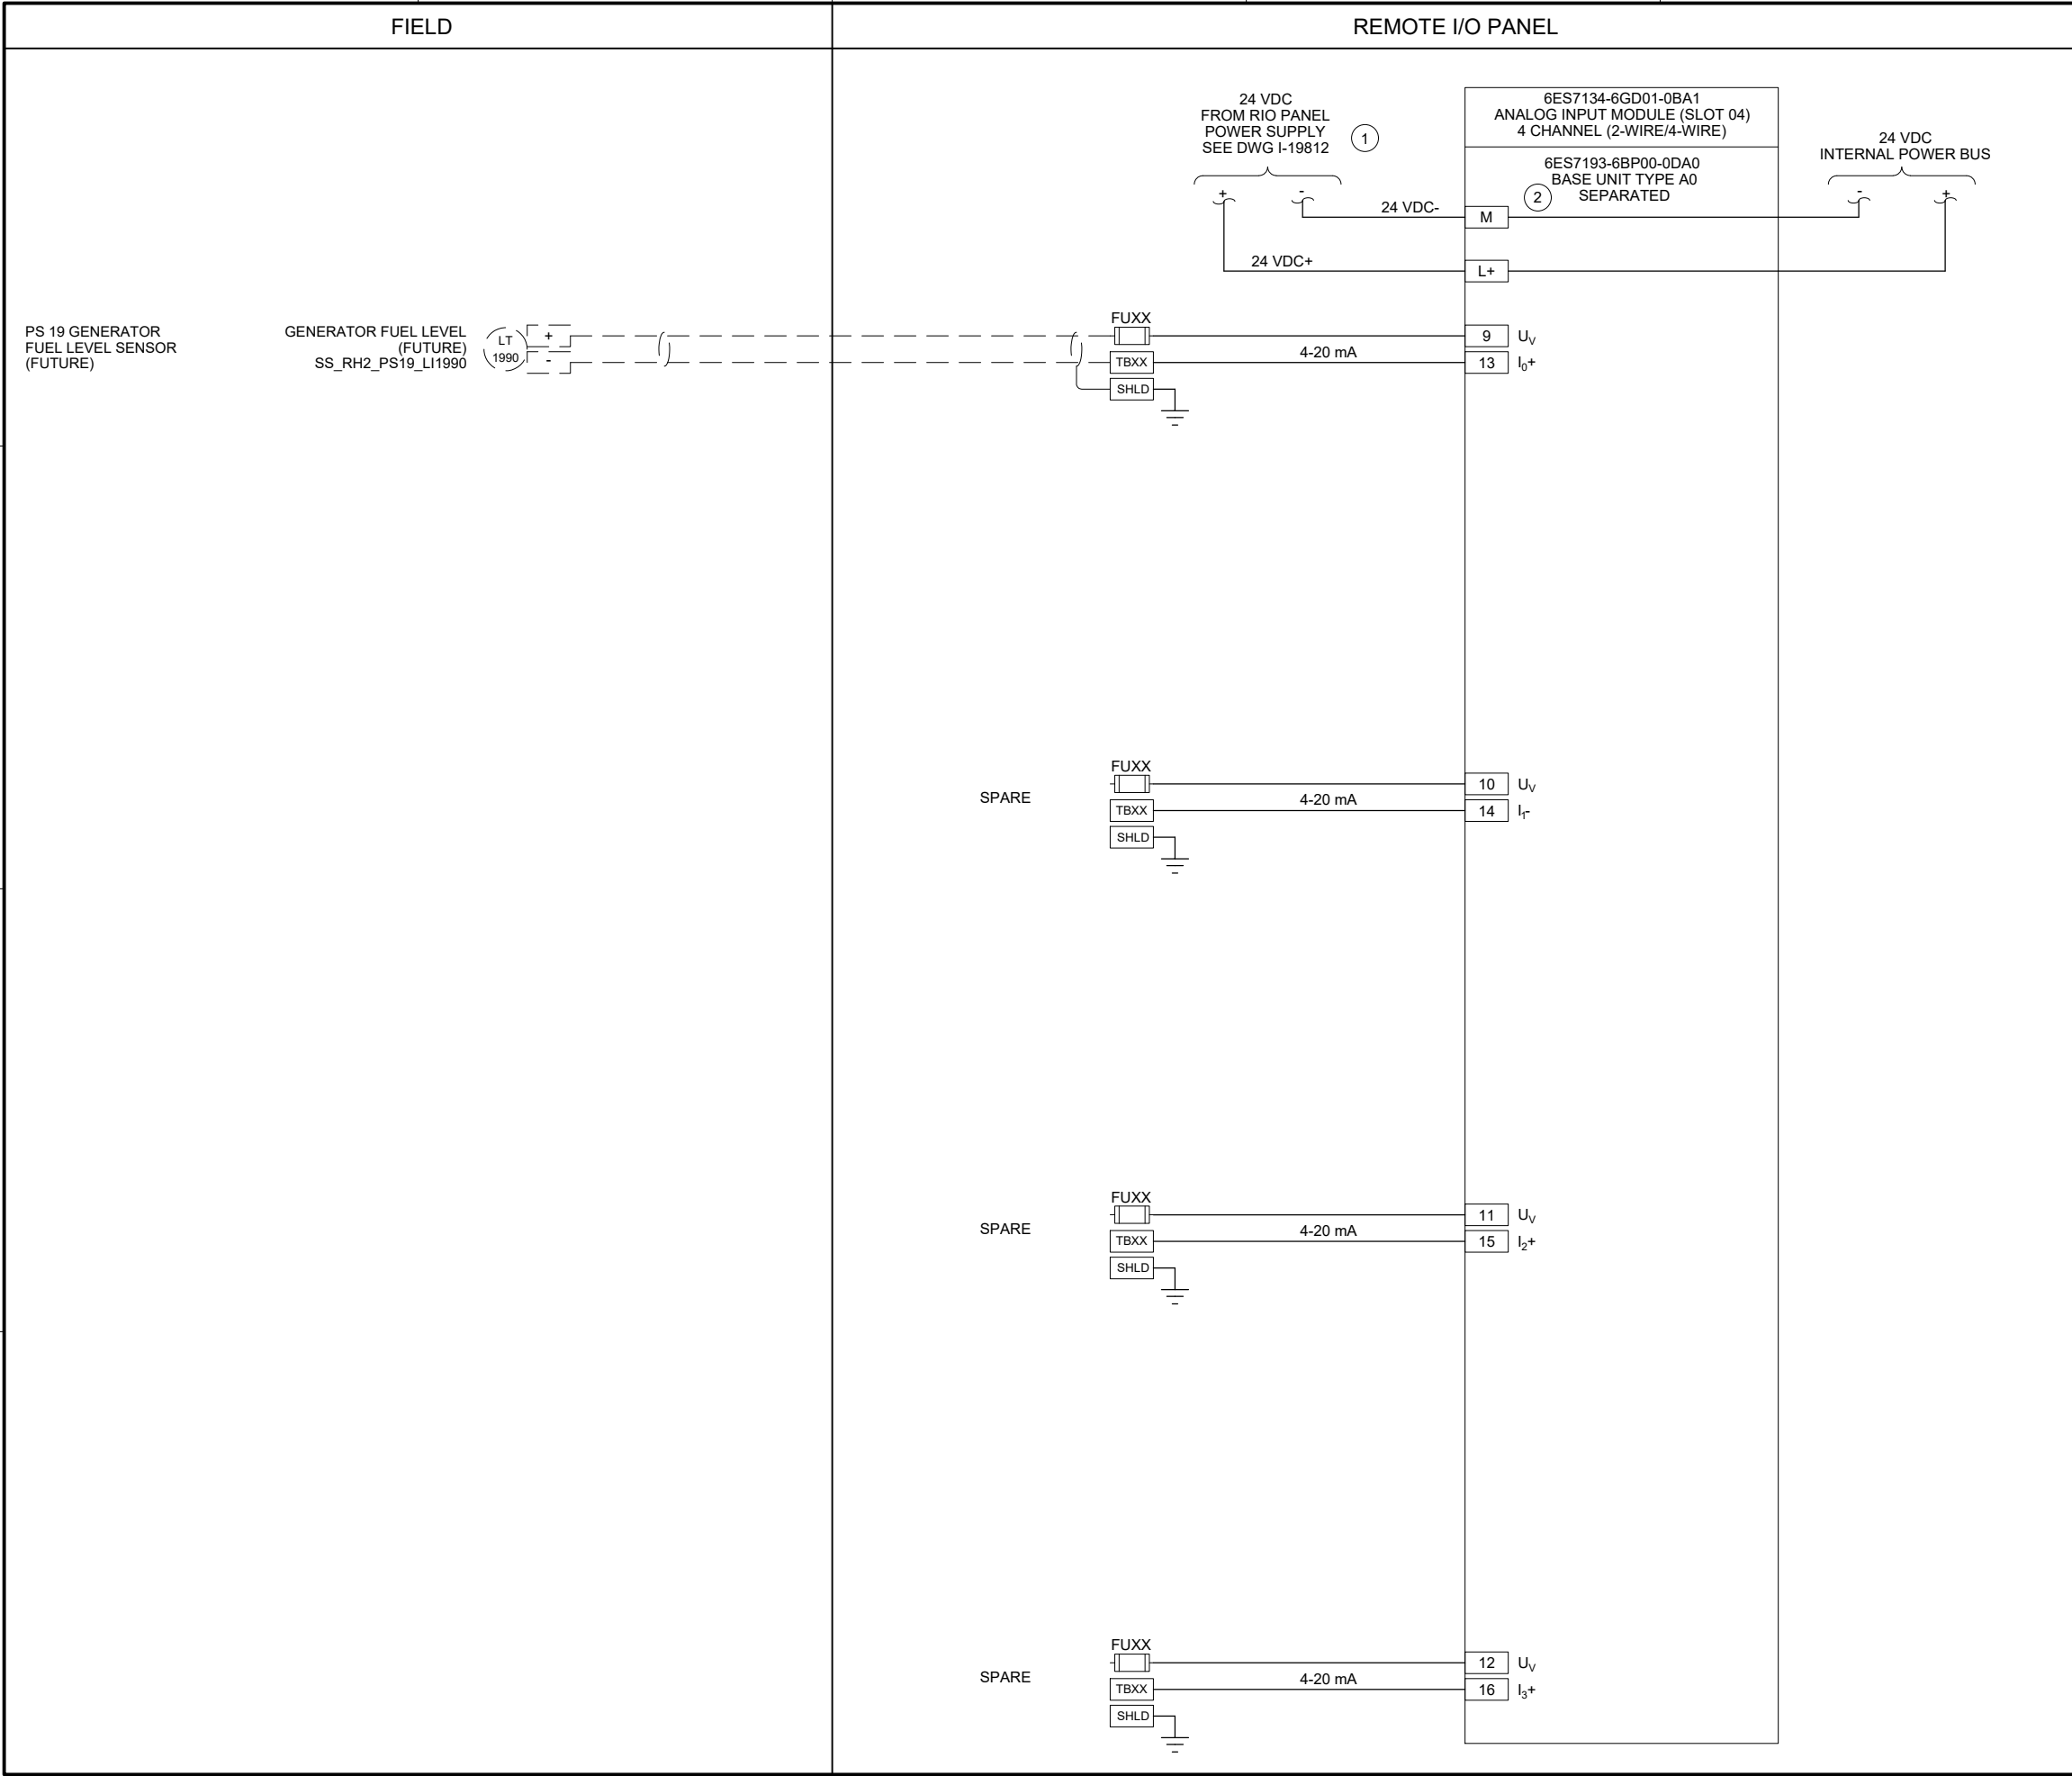 FIELD
REMOTE I/O PANEL
24 VDC
FROM RIO PANEL
POWER SUPPLY
SEE DWG I-19812
1
+
-
24 VDC-
24 VDC+
6ES7134-6GD01-0BA1
ANALOG INPUT MODULE (SLOT 04)
4 CHANNEL (2-WIRE/4-WIRE)
6ES7193-6BP00-0DA0
BASE UNIT TYPE A0
SEPARATED
2
M
L+
24 VDC
INTERNAL POWER BUS
-
+
PS 19 GENERATOR
FUEL LEVEL SENSOR
(FUTURE)
GENERATOR FUEL LEVEL
(FUTURE)
SS_RH2_PS19_LI1990
LT
1990
+
-
FUXX
TBXX
SHLD
4-20 mA
9 UV
13 I0+
SPARE
FUXX
TBXX
SHLD
4-20 mA
10 UV
14 I1-
SPARE
FUXX
TBXX
SHLD
4-20 mA
11 UV
15 I2+
SPARE
FUXX
TBXX
SHLD
4-20 mA
12 UV
16 I3+